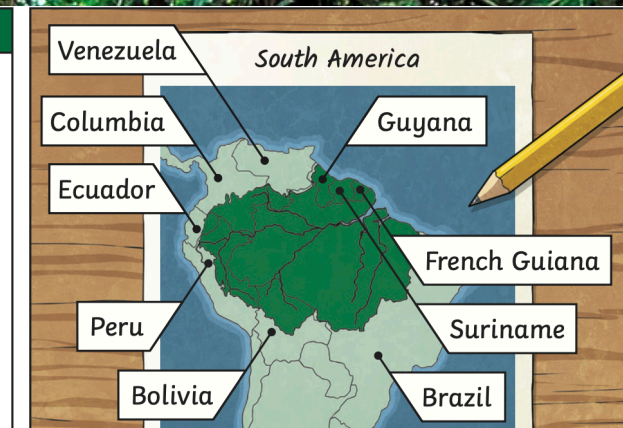 South America
Venezuela
Columbia
Guyana
Ecuador
French Guiana
Peru
Suriname
Bolivia
Brazil